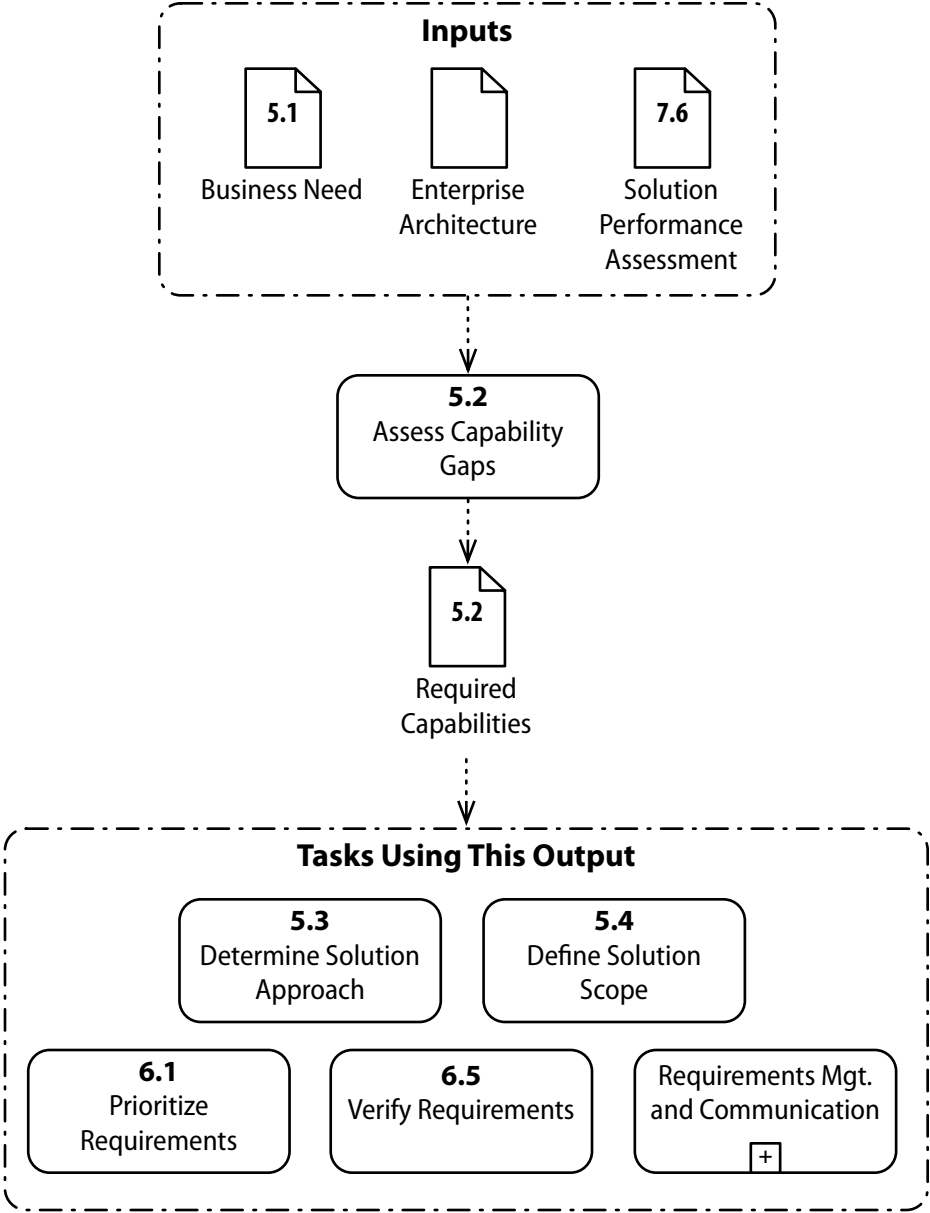 Inputs
5.1
7.6
Business Need
Enterprise
Architecture
Solution
Performance
Assessment
5.2
Assess Capability
Gaps
5.2
Required
Capabilities
Tasks Using This Output
5.3
Determine Solution
Approach
5.4
Define Solution
Scope
6.1
Prioritize
Requirements
6.5
Verify Requirements
Requirements Mgt.
and Communication
+